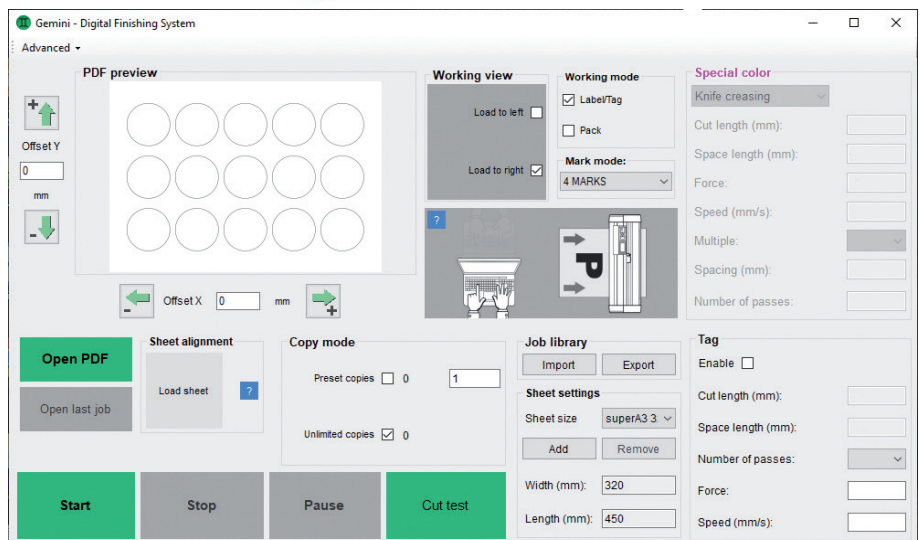 Gemini - Digital Finishing System
Advanced
PDF preview
+
Offset Y
0
mm
-
-
Offset X
0
mm
+
Working view
Load to left
Load to right
Working mode
Label/Tag
Pack
Mark mode:
4 MARKS
?
P
Special color
Knife creasing
Cut length (mm):
Space length (mm):
Force:
Speed (mm/s):
Multiple:
Spacing (mm):
Number of passes:
Open PDF
Open last job
Sheet alignment
Load sheet
?
Copy mode
Preset copies 0 1
Unlimited copies 0
Job library
Import Export
Sheet settings
Sheet size superA3 3
Add Remove
Width (mm): 320
Length (mm): 450
Tag
Enable
Cut length (mm):
Space length (mm):
Number of passes:
Force:
Speed (mm/s):
Start
Stop
Pause
Cut test